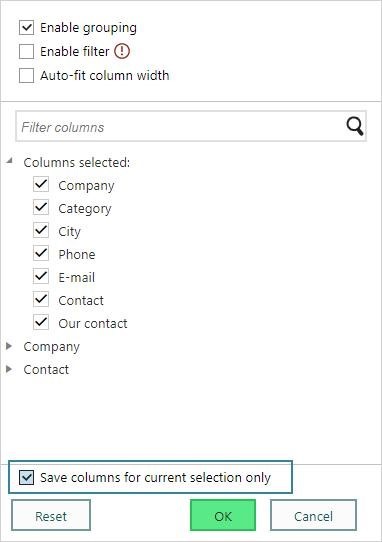 Enable grouping
Enable filter
Auto-fit column width
Filter columns
Columns selected:
Company
Category
City
Phone
E-mail
Contact
Our contact
Company
Contact
Save columns for current selection only
Reset OK Cancel